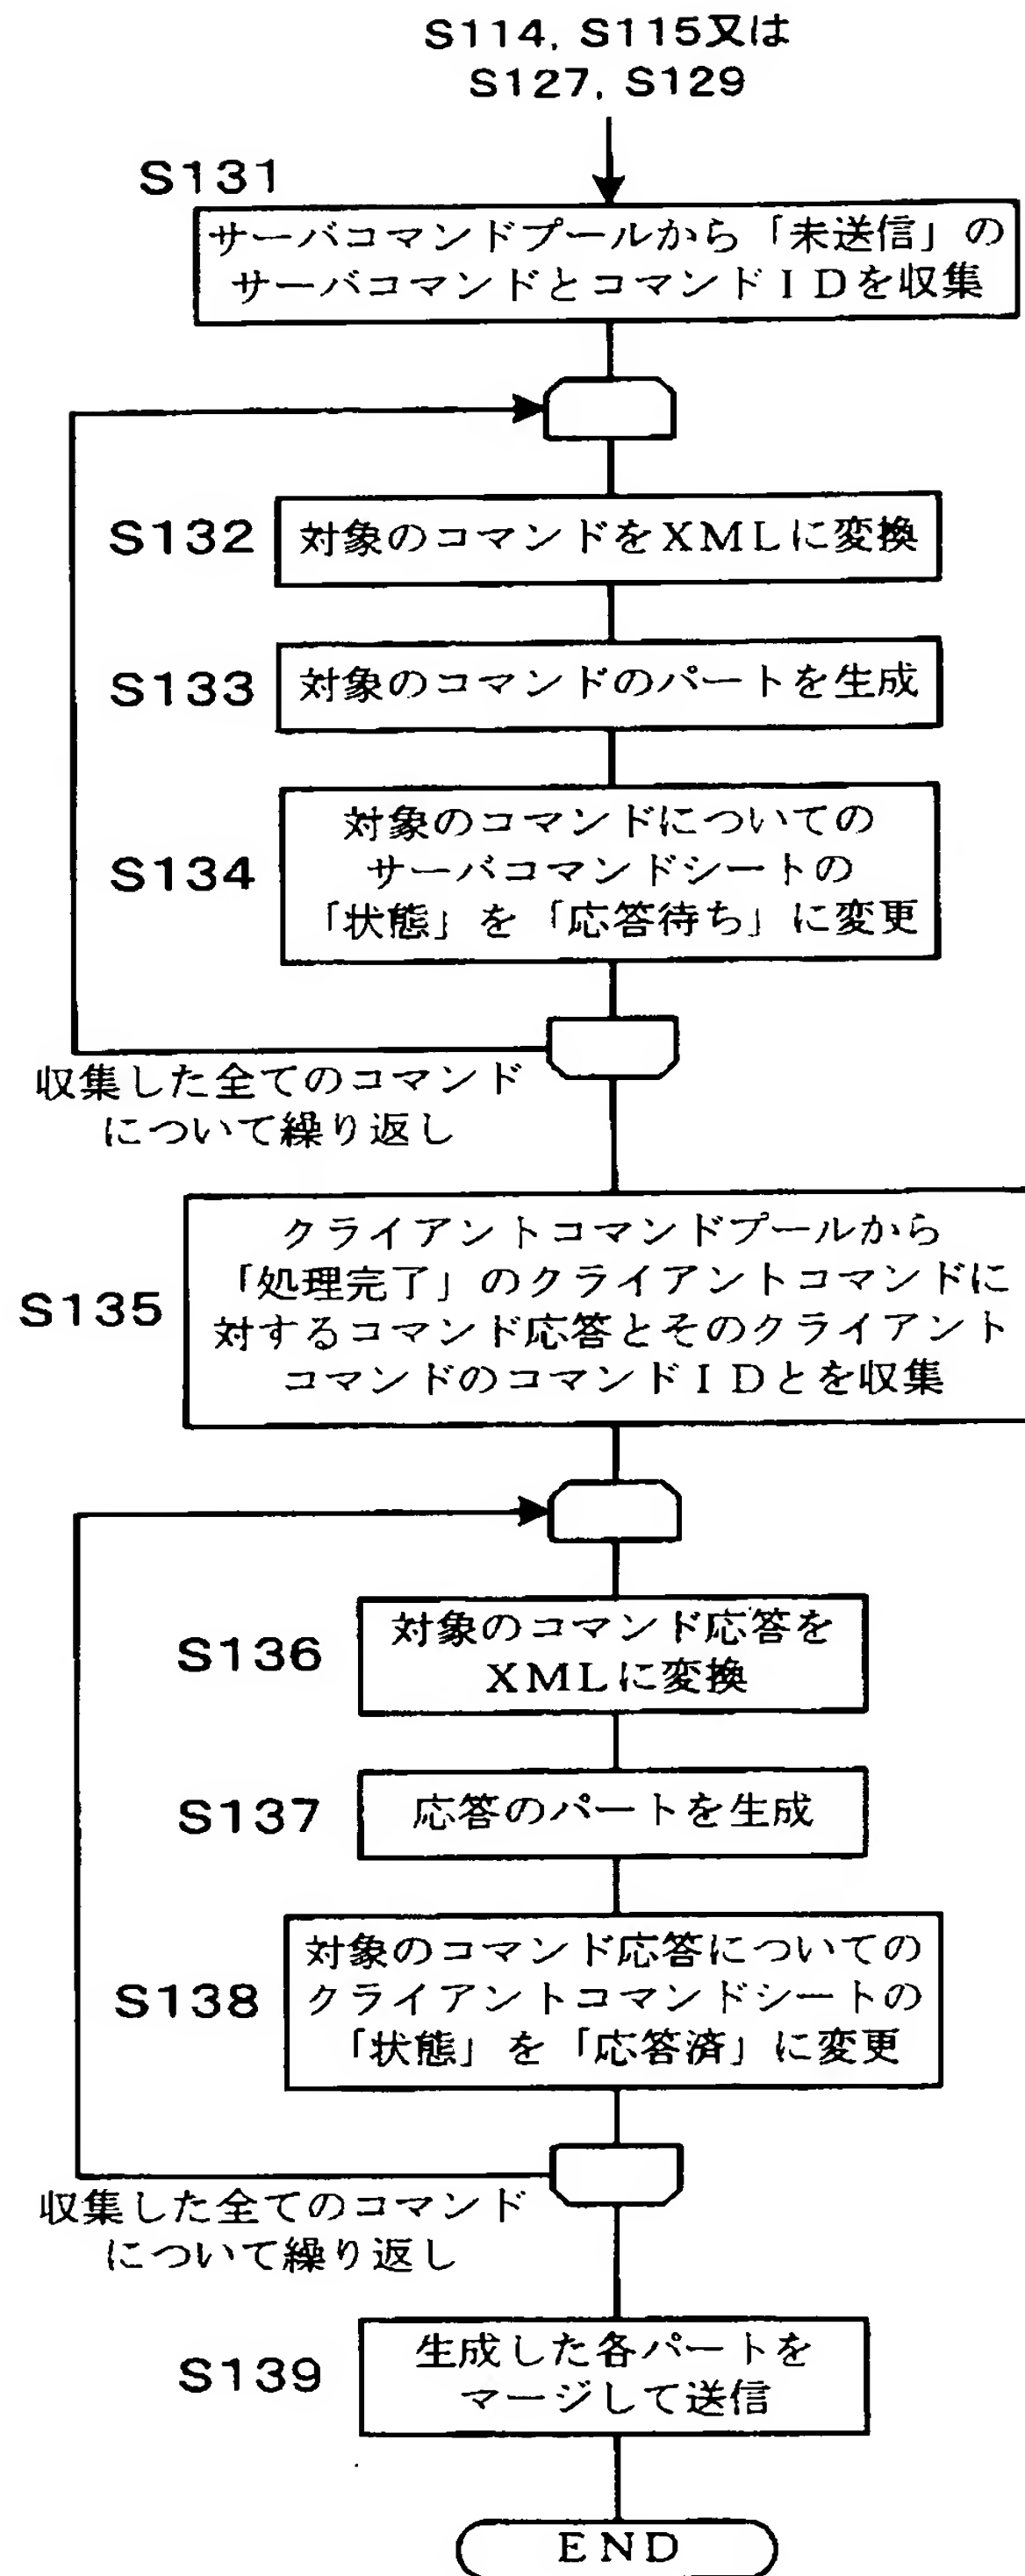 S114, S115又は
S127, S129
S131
サーバコマンドプールから「未送信」の
サーバコマンドとコマンドＩＤを収集
S132
対象のコマンドをXMLに変換
S133
対象のコマンドのパートを生成
S134
対象のコマンドについての
サーバコマンドシートの
「状態」を「応答待ち」に変更
収集した全てのコマンド
について繰り返し
S135
クライアントコマンドプールから
「処理完了」のクライアントコマンドに
対するコマンド応答とそのクライアント
コマンドのコマンドＩＤとを収集
S136
対象のコマンド応答を
XMLに変換
S137
応答のパートを生成
S138
対象のコマンド応答についての
クライアントコマンドシートの
「状態」を「応答済」に変更
収集した全てのコマンド
について繰り返し
S139
生成した各パートを
マージして送信
END